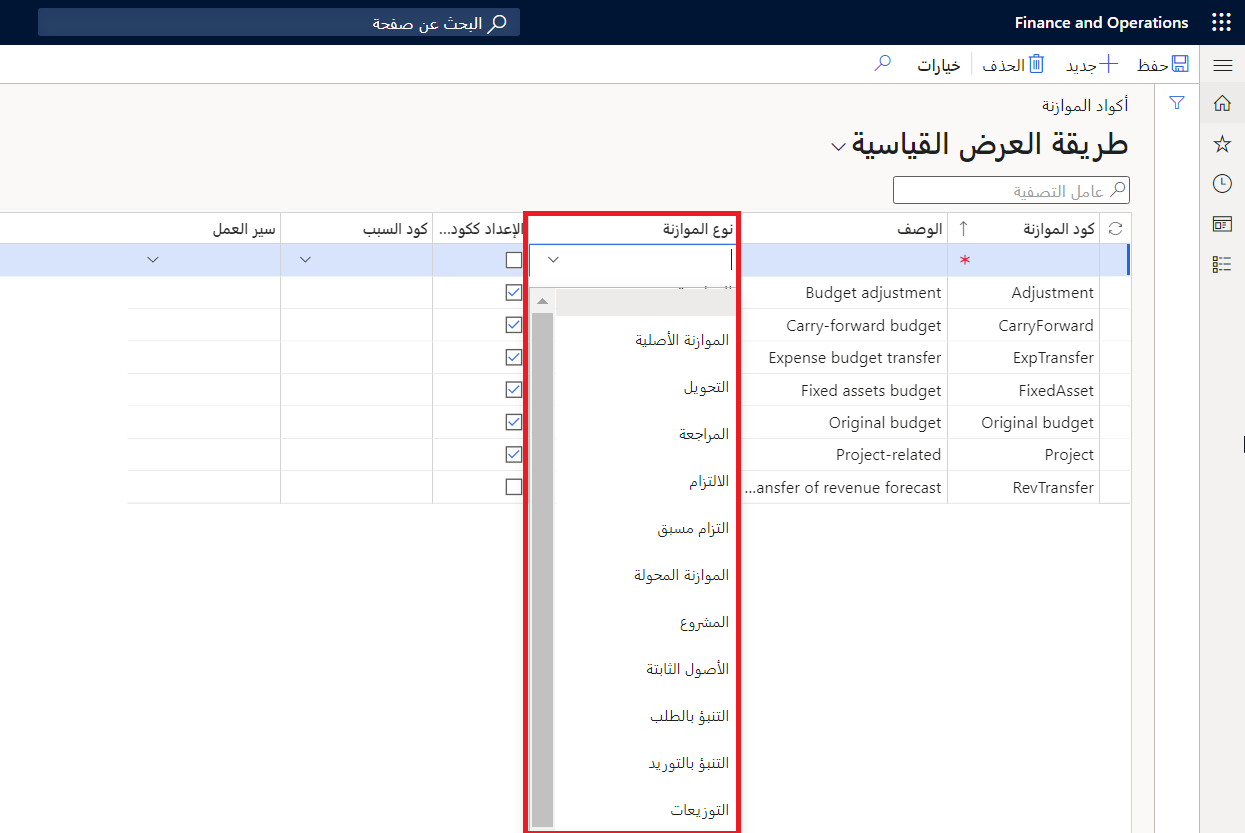 Finance and Operations
البحث عن صفحة
حفظ
جديد
الحذف
خيارات
أكواد الموازنة
طريقة العرض القياسية
عامل التصفية
كود الموازنة
الوصف
نوع الموازنة
الإعداد ككود...
كود السبب
سير العمل
*
Adjustment
Budget adjustment
CarryForward
Carry-forward budget
ExpTransfer
Expense budget transfer
FixedAsset
Fixed assets budget
Original budget
Original budget
Project
Project-related
RevTransfer
...ansfer of revenue forecast
الموازنة الأصلية
التحويل
المراجعة
الالتزام
التزام مسبق
الموازنة المحولة
المشروع
الأصول الثابتة
التنبؤ بالطلب
التنبؤ بالتوريد
التوزيعات